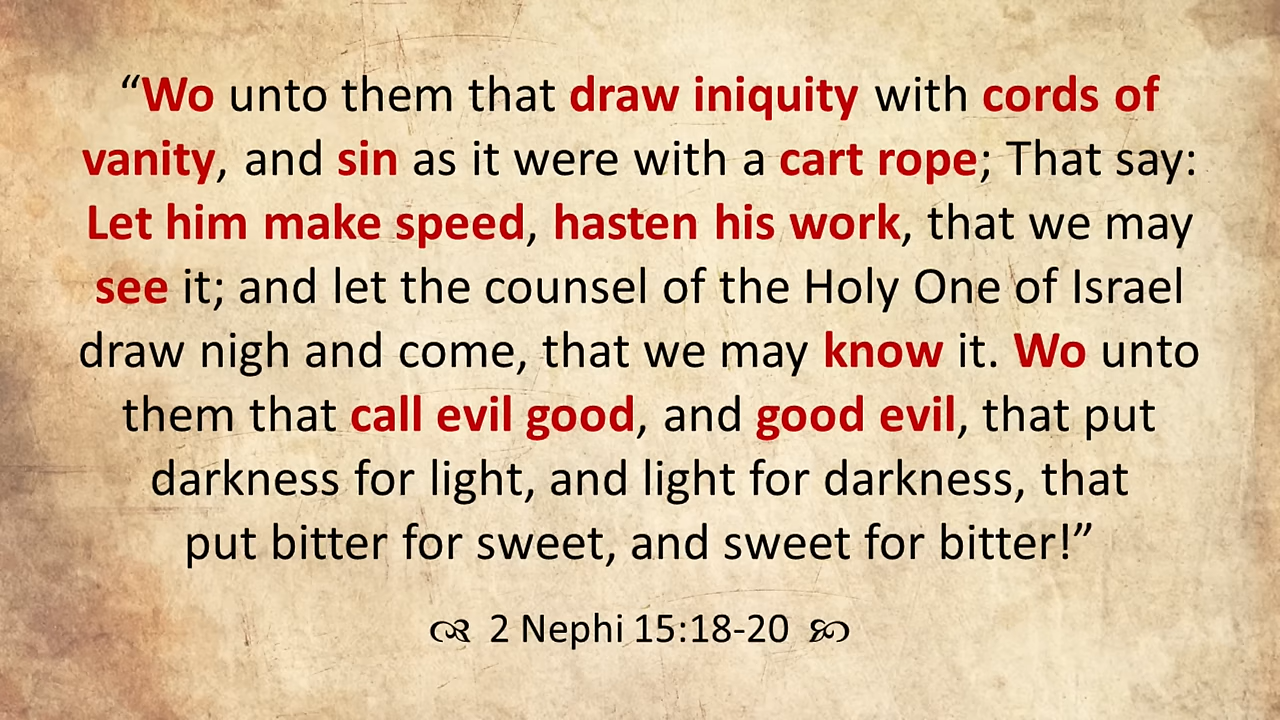 “Wo unto them that draw iniquity with cords of
vanity, and sin as it were with a cart rope; That say:
Let him make speed, hasten his work, that we may
see it; and let the counsel of the Holy One of Israel
draw nigh and come, that we may know it. Wo unto
them that call evil good, and good evil, that put
darkness for light, and light for darkness, that
put bitter for sweet, and sweet for bitter!”
2 Nephi 15:18-20